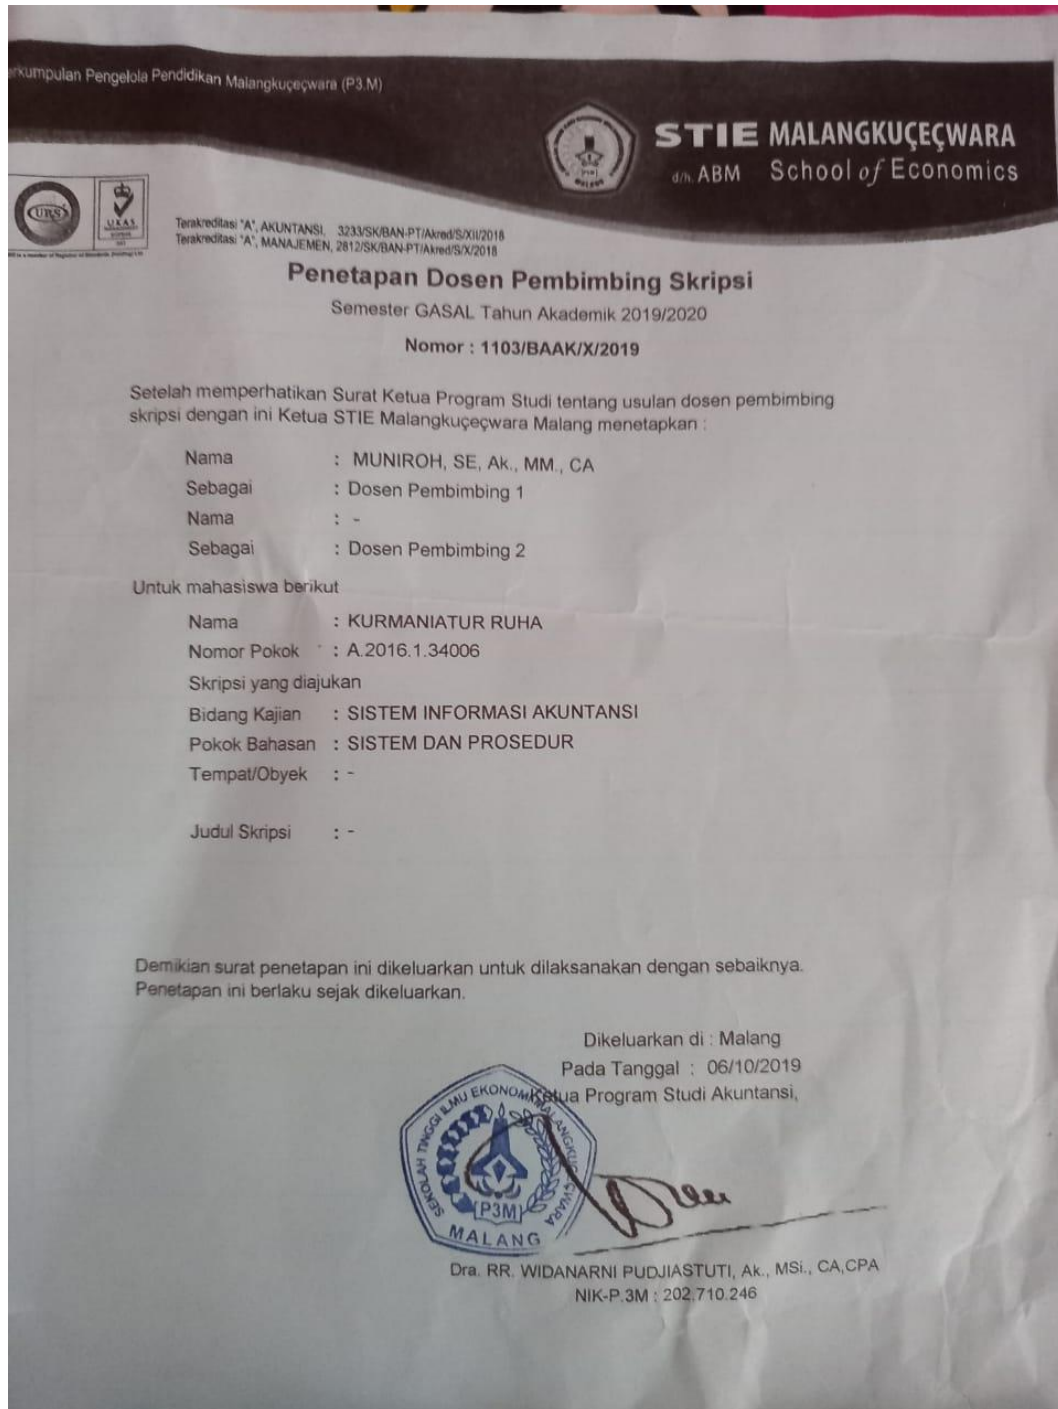 Perkumpulan Pengelola Pendidikan Malangkuçeçwara (P3.M)
STIE MALANGKUÇEÇWARA
d/h. ABM School of Economics
URS
UKAS
Terakreditasi "A", AKUNTANSI, 3233/SK/BAN-PT/Akred/S/XII/2018
Terakreditasi "A", MANAJEMEN, 2812/SK/BAN-PT/Akred/S/X/2018
Penetapan Dosen Pembimbing Skripsi
Semester GASAL Tahun Akademik 2019/2020
Nomor : 1103/BAAK/X/2019
Setelah memperhatikan Surat Ketua Program Studi tentang usulan dosen pembimbing
skripsi dengan ini Ketua STIE Malangkuçeçwara Malang menetapkan :
Nama : MUNIROH, SE, Ak., MM., CA
Sebagai : Dosen Pembimbing 1
Nama : -
Sebagai : Dosen Pembimbing 2
Untuk mahasiswa berikut
Nama : KURMANIATUR RUHA
Nomor Pokok : A.2016.1.34006
Skripsi yang diajukan
Bidang Kajian : SISTEM INFORMASI AKUNTANSI
Pokok Bahasan : SISTEM DAN PROSEDUR
Tempat/Obyek : -
Judul Skripsi : -
Demikian surat penetapan ini dikeluarkan untuk dilaksanakan dengan sebaiknya.
Penetapan ini berlaku sejak dikeluarkan.
Dikeluarkan di : Malang
Pada Tanggal : 06/10/2019
Ketua Program Studi Akuntansi,
SEKOLAH TINGGI ILMU EKONOMI MALANGKUÇEÇWARA
P3M
MALANG
Dra. RR. WIDANARNI PUDJIASTUTI, Ak., MSi., CA,CPA
NIK-P.3M : 202.710.246